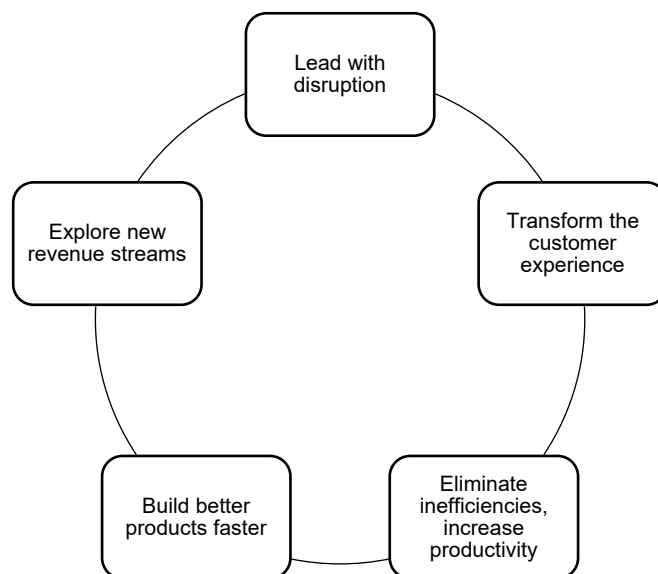 Lead with
disruption
Transform the
customer
experience
Eliminate
inefficiencies,
increase
productivity
Build better
products faster
Explore new
revenue streams